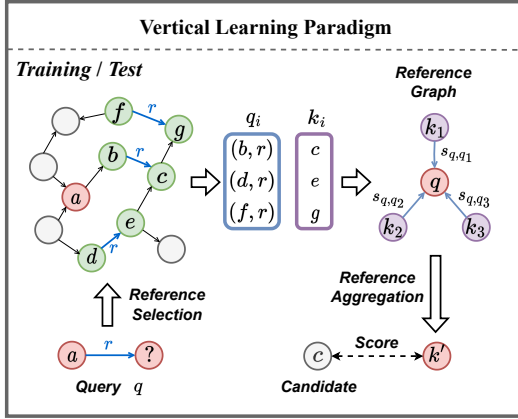 Vertical Learning Paradigm
Training / Test
f
r
g
b
r
c
a
e
d
r
q_i
k_i
(b, r)
c
(d, r)
e
(f, r)
g
Reference
Graph
k_1
s_{q,q_1}
q
s_{q,q_2}
s_{q,q_3}
k_2
k_3
Reference
Selection
Reference
Aggregation
a
r
?
Query q
c
Score
k'
Candidate